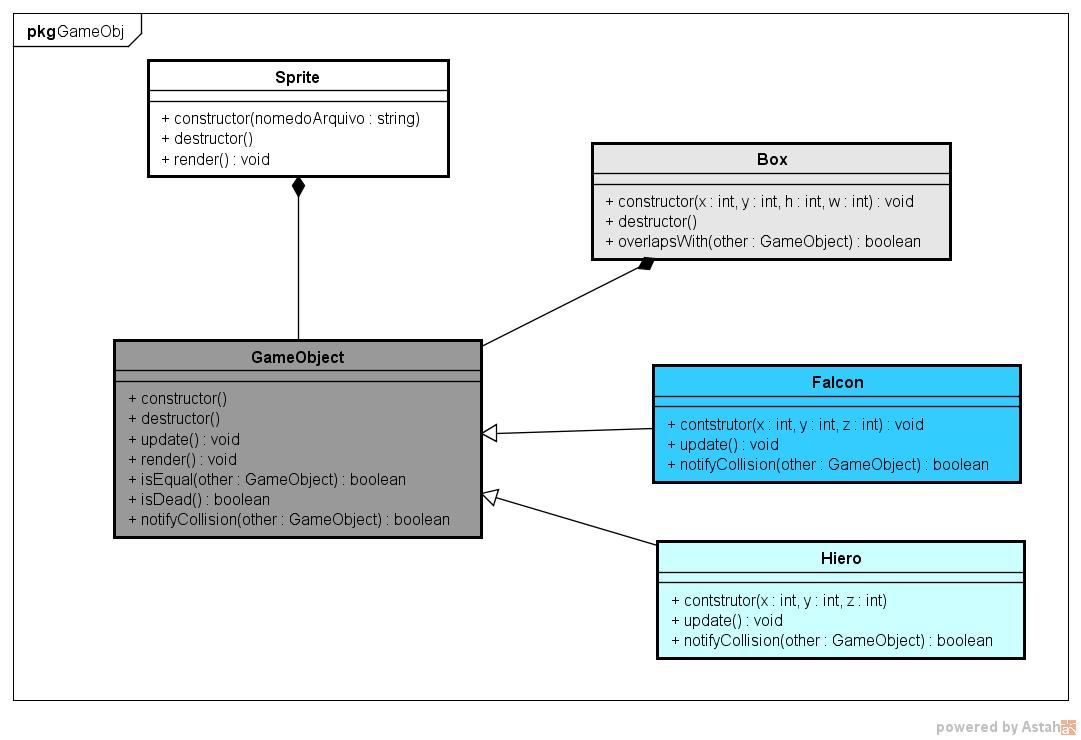 pkg GameObj
Sprite
+ constructor(nomedoArquivo : string)
+ destructor()
+ render() : void
Box
+ constructor(x : int, y : int, h : int, w : int) : void
+ destructor()
+ overlapsWith(other : GameObject) : boolean
GameObject
+ constructor()
+ destructor()
+ update() : void
+ render() : void
+ isEqual(other : GameObject) : boolean
+ isDead() : boolean
+ notifyCollision(other : GameObject) : boolean
Falcon
+ contstrutor(x : int, y : int, z : int) : void
+ update() : void
+ notifyCollision(other : GameObject) : boolean
Hiero
+ contstrutor(x : int, y : int, z : int)
+ update() : void
+ notifyCollision(other : GameObject) : boolean
powered by Astah